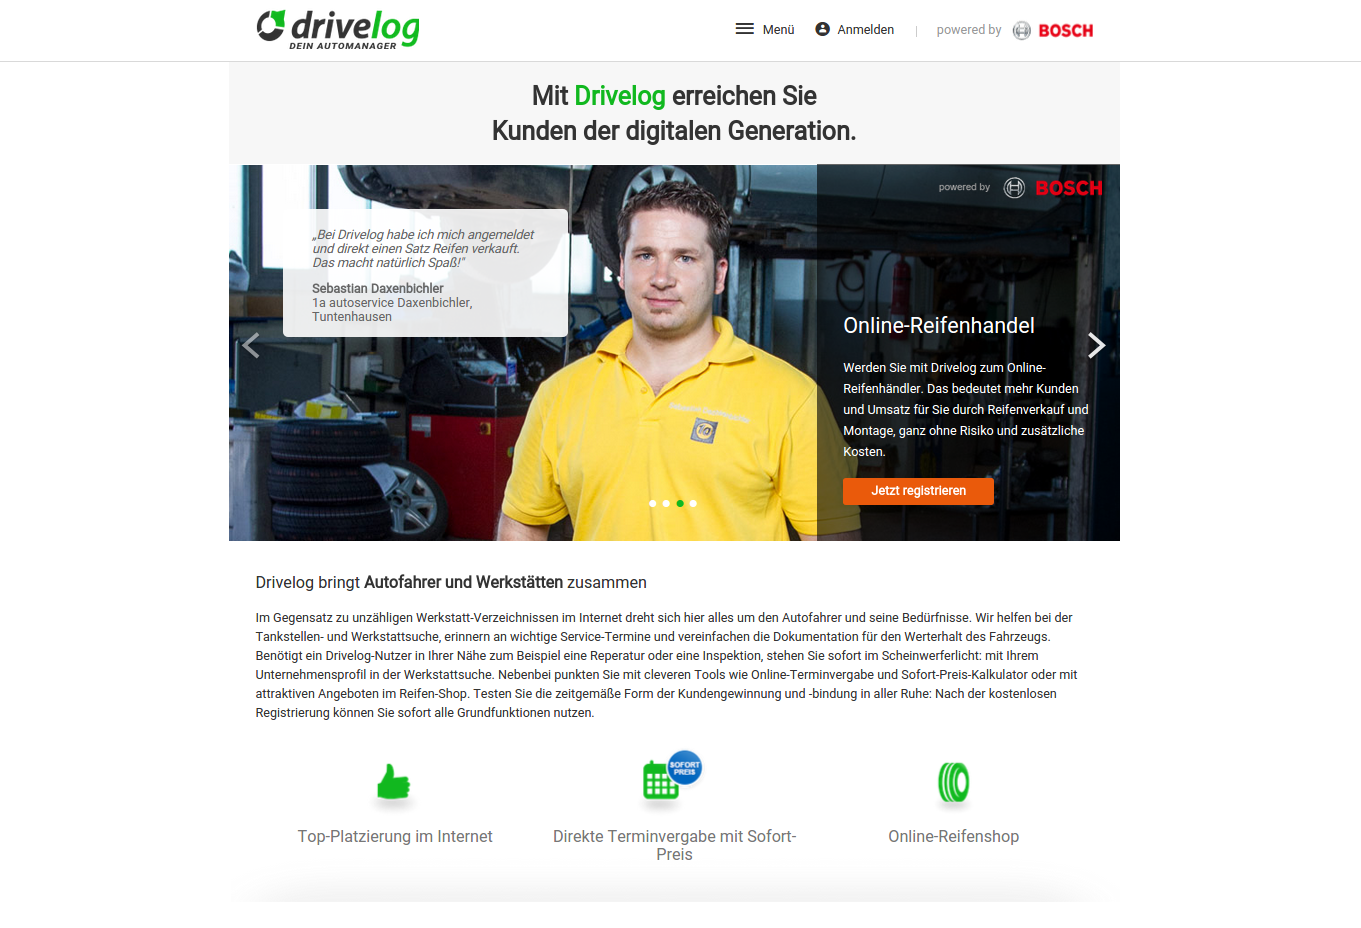 drivelog
DEIN AUTOMANAGER
Menü
Anmelden
powered by
BOSCH
Mit Drivelog erreichen Sie
Kunden der digitalen Generation.
powered by
BOSCH
„Bei Drivelog habe ich mich angemeldet
und direkt einen Satz Reifen verkauft.
Das macht natürlich Spaß!"
Sebastian Daxenbichler
1a autoservice Daxenbichler,
Tuntenhausen
Online-Reifenhandel
Werden Sie mit Drivelog zum Online-
Reifenhändler. Das bedeutet mehr Kunden
und Umsatz für Sie durch Reifenverkauf und
Montage, ganz ohne Risiko und zusätzliche
Kosten.
Jetzt registrieren
Drivelog bringt Autofahrer und Werkstätten zusammen
Im Gegensatz zu unzähligen Werkstatt-Verzeichnissen im Internet dreht sich hier alles um den Autofahrer und seine Bedürfnisse. Wir helfen bei der
Tankstellen- und Werkstattsuche, erinnern an wichtige Service-Termine und vereinfachen die Dokumentation für den Werterhalt des Fahrzeugs.
Benötigt ein Drivelog-Nutzer in Ihrer Nähe zum Beispiel eine Reperatur oder eine Inspektion, stehen Sie sofort im Scheinwerferlicht: mit Ihrem
Unternehmensprofil in der Werkstattsuche. Nebenbei punkten Sie mit cleveren Tools wie Online-Terminvergabe und Sofort-Preis-Kalkulator oder mit
attraktiven Angeboten im Reifen-Shop. Testen Sie die zeitgemäße Form der Kundengewinnung und -bindung in aller Ruhe: Nach der kostenlosen
Registrierung können Sie sofort alle Grundfunktionen nutzen.
SOFORT
PREIS
Top-Platzierung im Internet
Direkte Terminvergabe mit Sofort-
Preis
Online-Reifenshop